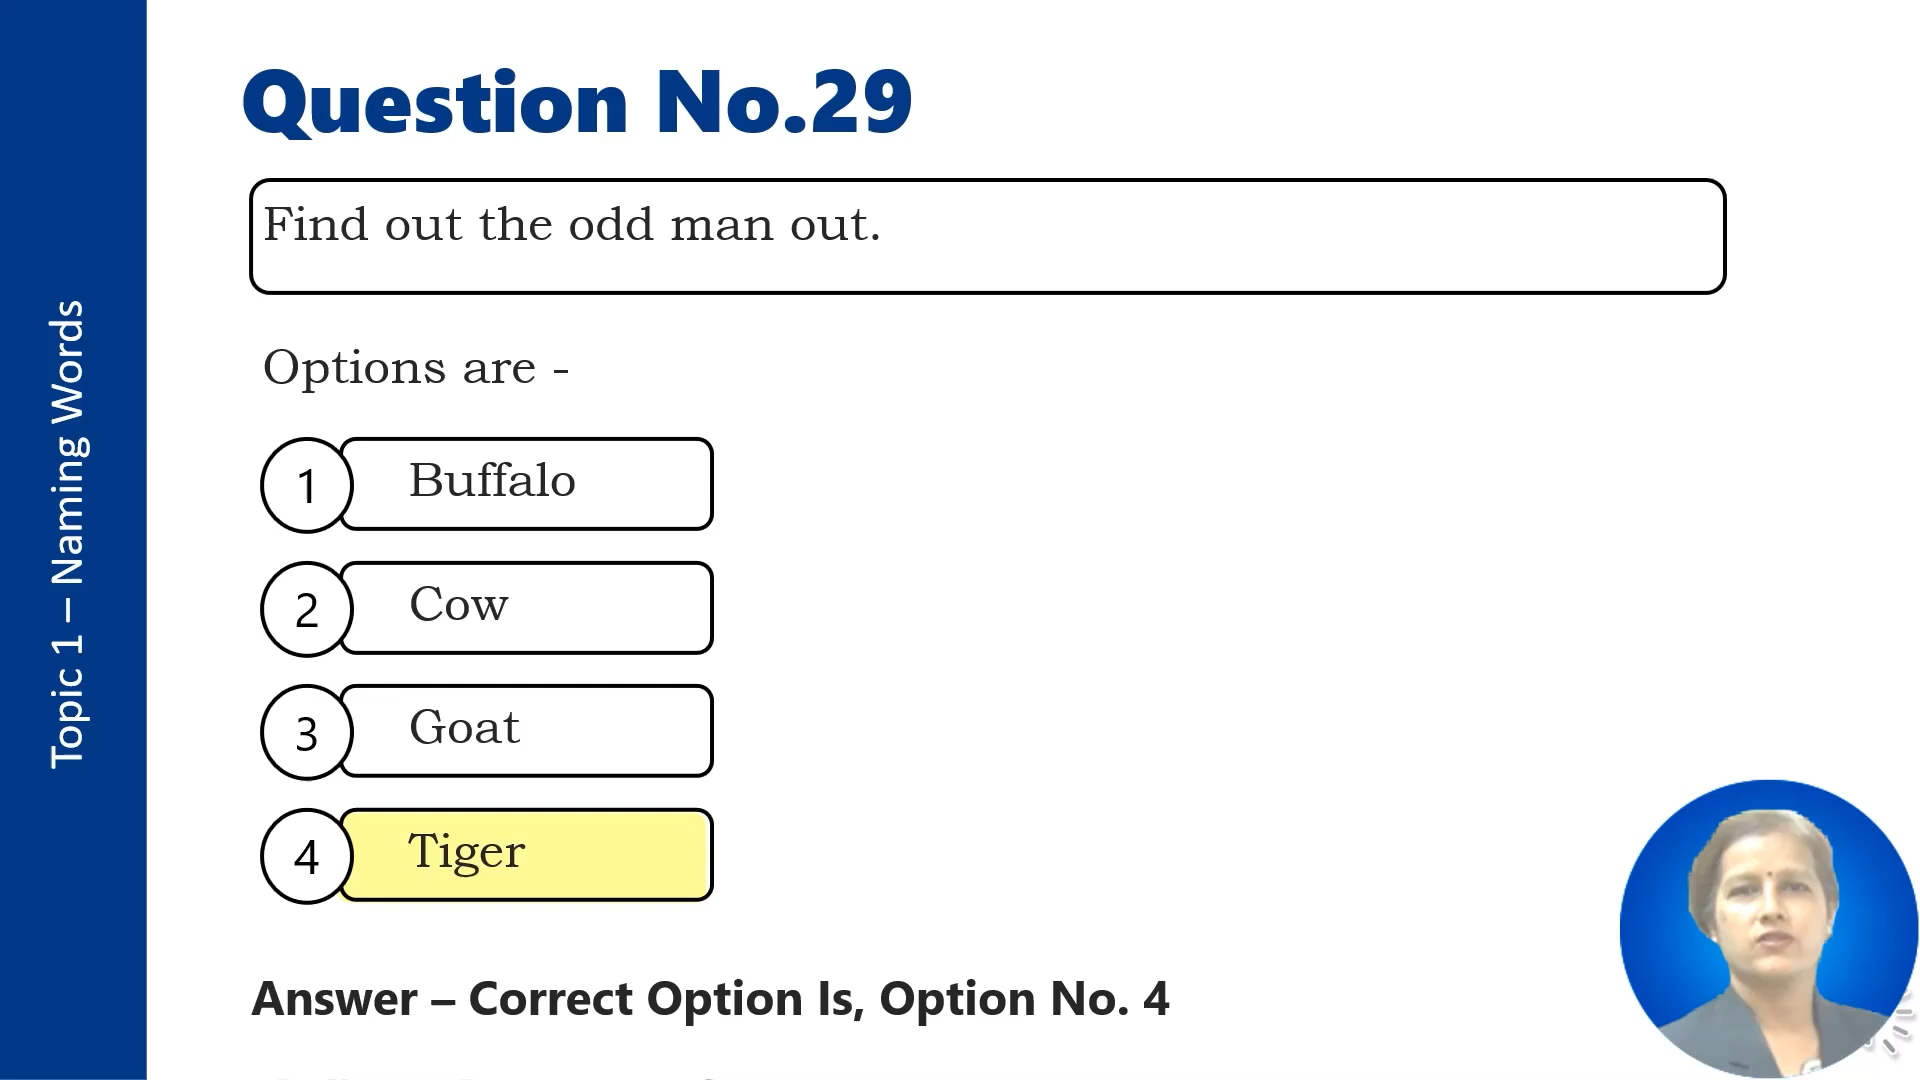 Topic 1 – Naming Words
Question No.29
Find out the odd man out.
Options are -
1 Buffalo
2 Cow
3 Goat
4 Tiger
Answer – Correct Option Is, Option No. 4